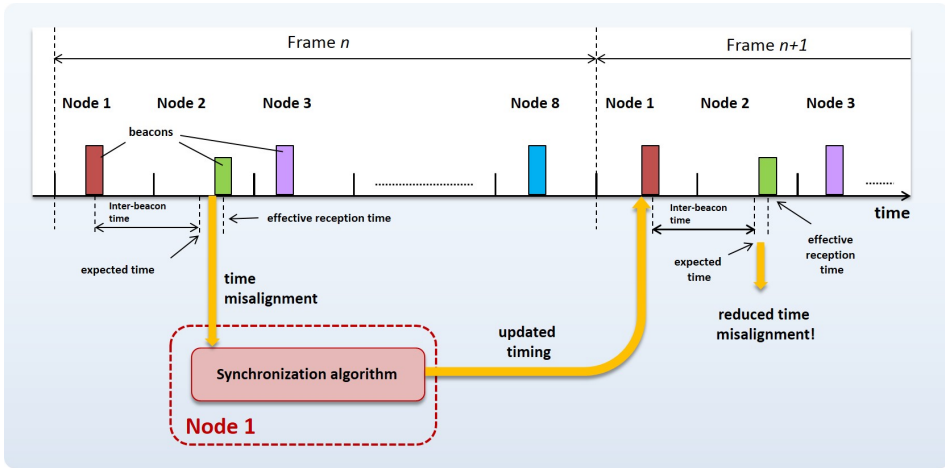 Frame n
Frame n+1
Node 1
Node 2
Node 3
Node 8
Node 1
Node 2
Node 3
beacons
Inter-beacon
time
effective reception time
expected time
Inter-beacon
time
time
expected
time
effective
reception
time
time
misalignment
updated
timing
reduced time
misalignment!
Synchronization algorithm
Node 1